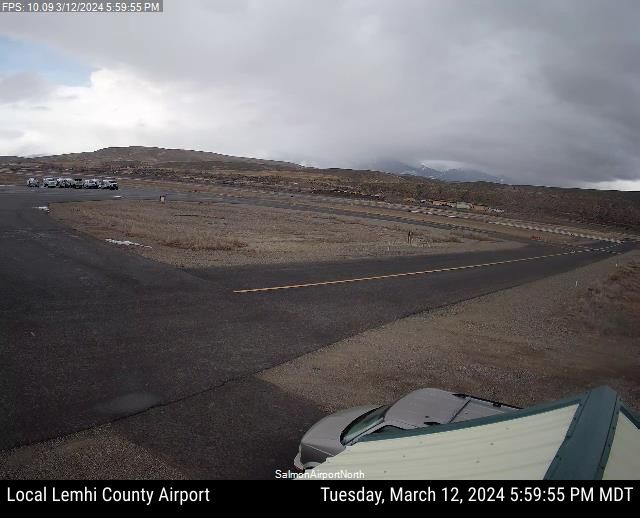 FPS: 10.09 3/12/2024 5:59:55 PM
SalmonAirportNorth
Local Lemhi County Airport Tuesday, March 12, 2024 5:59:55 PM MDT